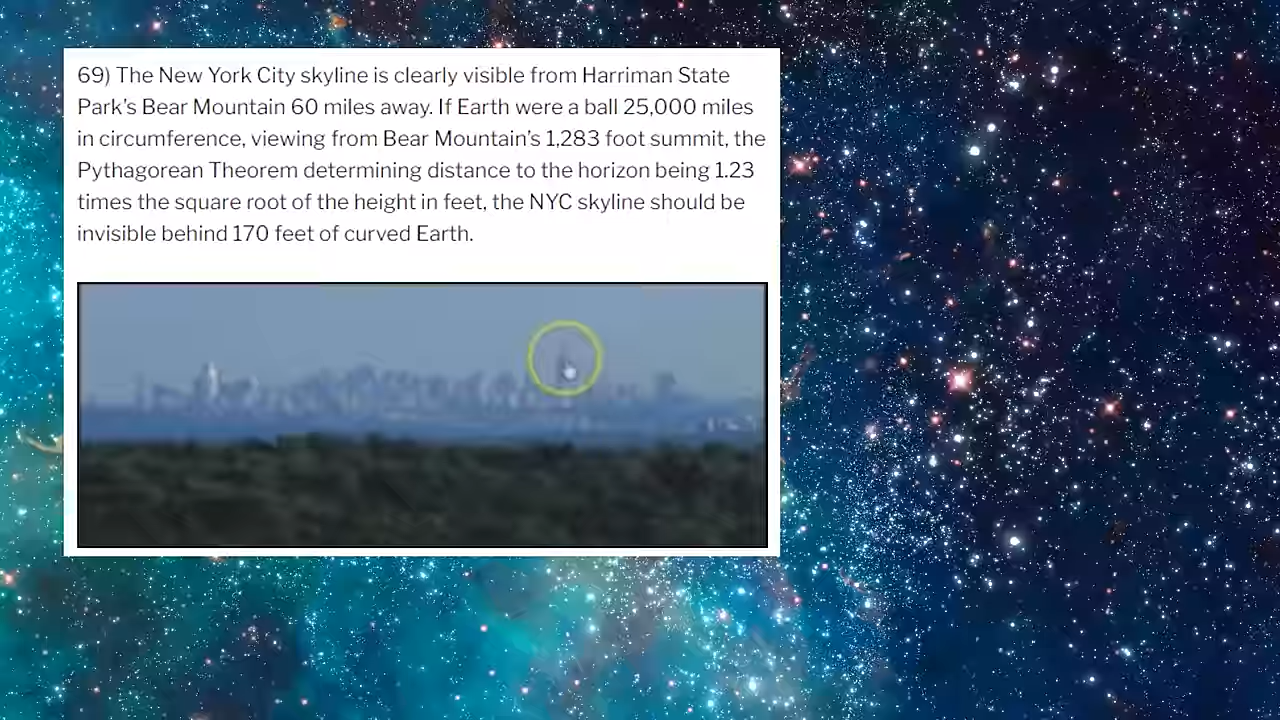 69) The New York City skyline is clearly visible from Harriman State
Park's Bear Mountain 60 miles away. If Earth were a ball 25,000 miles
in circumference, viewing from Bear Mountain's 1,283 foot summit, the
Pythagorean Theorem determining distance to the horizon being 1.23
times the square root of the height in feet, the NYC skyline should be
invisible behind 170 feet of curved Earth.